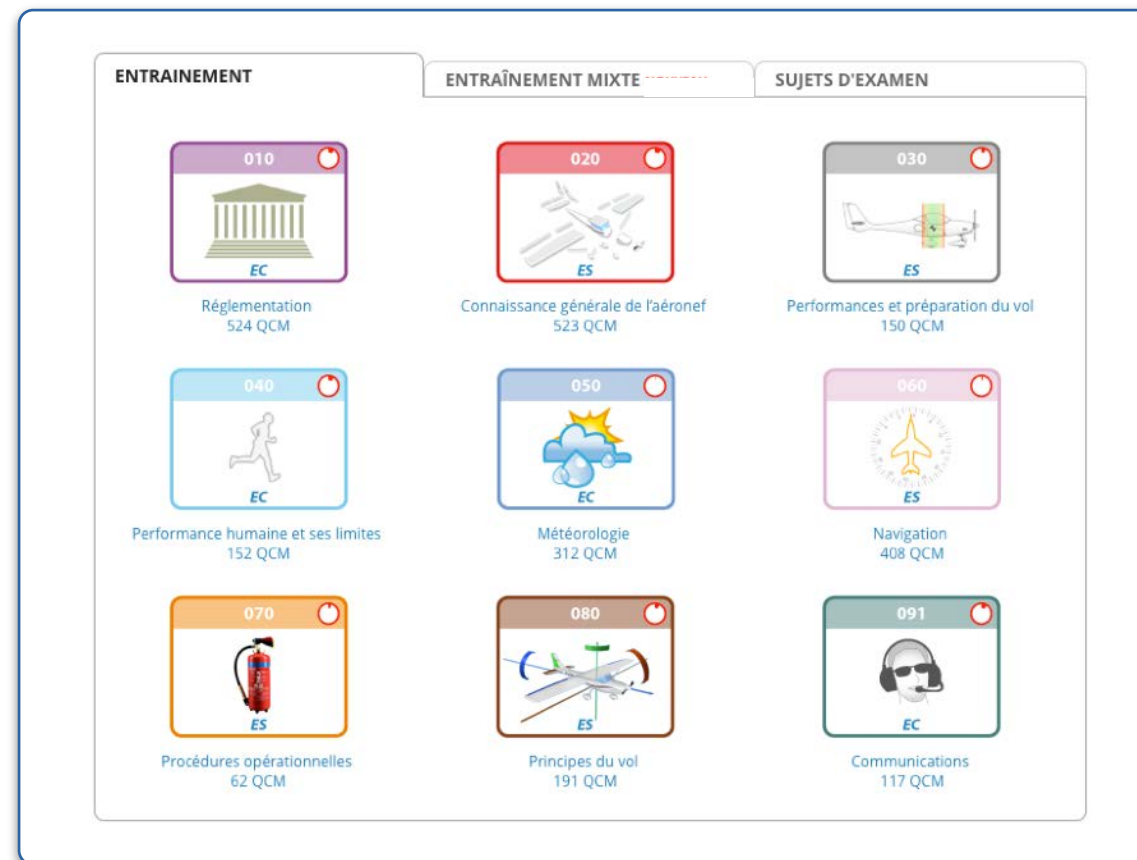 ENTRAINEMENT
ENTRAÎNEMENT MIXTE
SUJETS D'EXAMEN
010
EC
Réglementation
524 QCM
020
ES
Connaissance générale de l'aéronef
523 QCM
030
ES
Performances et préparation du vol
150 QCM
040
EC
Performance humaine et ses limites
152 QCM
050
EC
Météorologie
312 QCM
060
ES
Navigation
408 QCM
070
ES
Procédures opérationnelles
62 QCM
080
ES
Principes du vol
191 QCM
091
EC
Communications
117 QCM